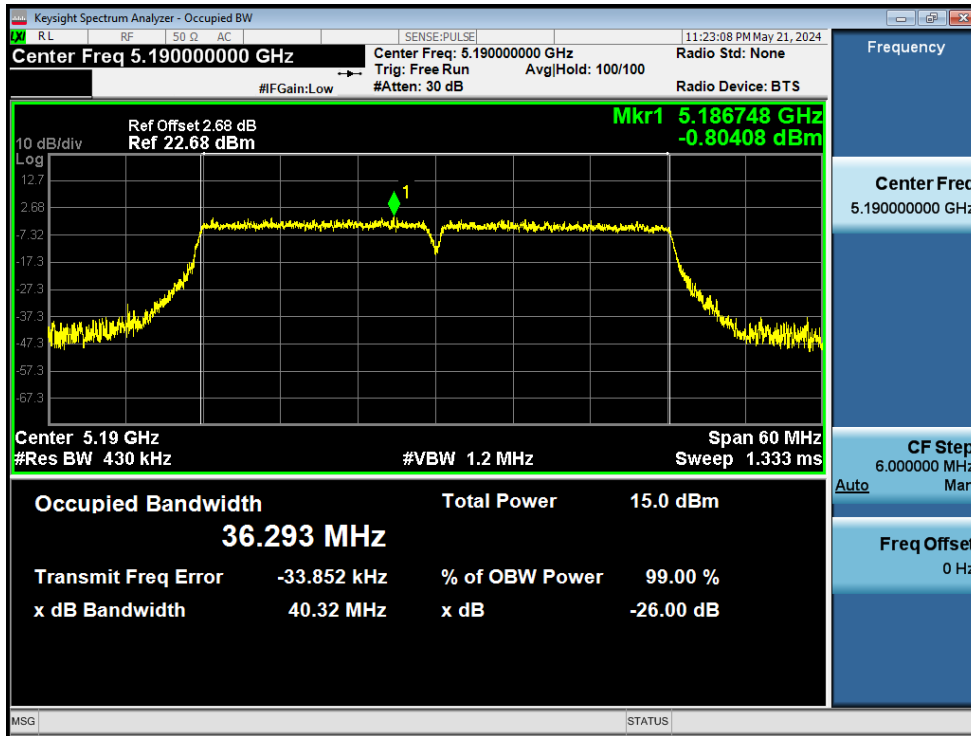 Keysight Spectrum Analyzer - Occupied BW
LXI RL RF 50 Ω AC SENSE:PULSE 11:23:08 PM May 21, 2024
Center Freq 5.190000000 GHz
Center Freq: 5.190000000 GHz Radio Std: None
Trig: Free Run Avg|Hold: 100/100
#IFGain:Low #Atten: 30 dB Radio Device: BTS
Mkr1 5.186748 GHz
-0.80408 dBm
Ref Offset 2.68 dB
10 dB/div Ref 22.68 dBm
Log
12.7
1
2.68
-7.32
-17.3
-27.3
-37.3
-47.3
-57.3
-67.3
Center 5.19 GHz Span 60 MHz
#Res BW 430 kHz #VBW 1.2 MHz Sweep 1.333 ms
Occupied Bandwidth Total Power 15.0 dBm
36.293 MHz
Transmit Freq Error -33.852 kHz % of OBW Power 99.00 %
x dB Bandwidth 40.32 MHz x dB -26.00 dB
MSG STATUS
Frequency
Center Freq
5.190000000 GHz
CF Step
6.000000 MHz
Auto Man
Freq Offset
0 Hz